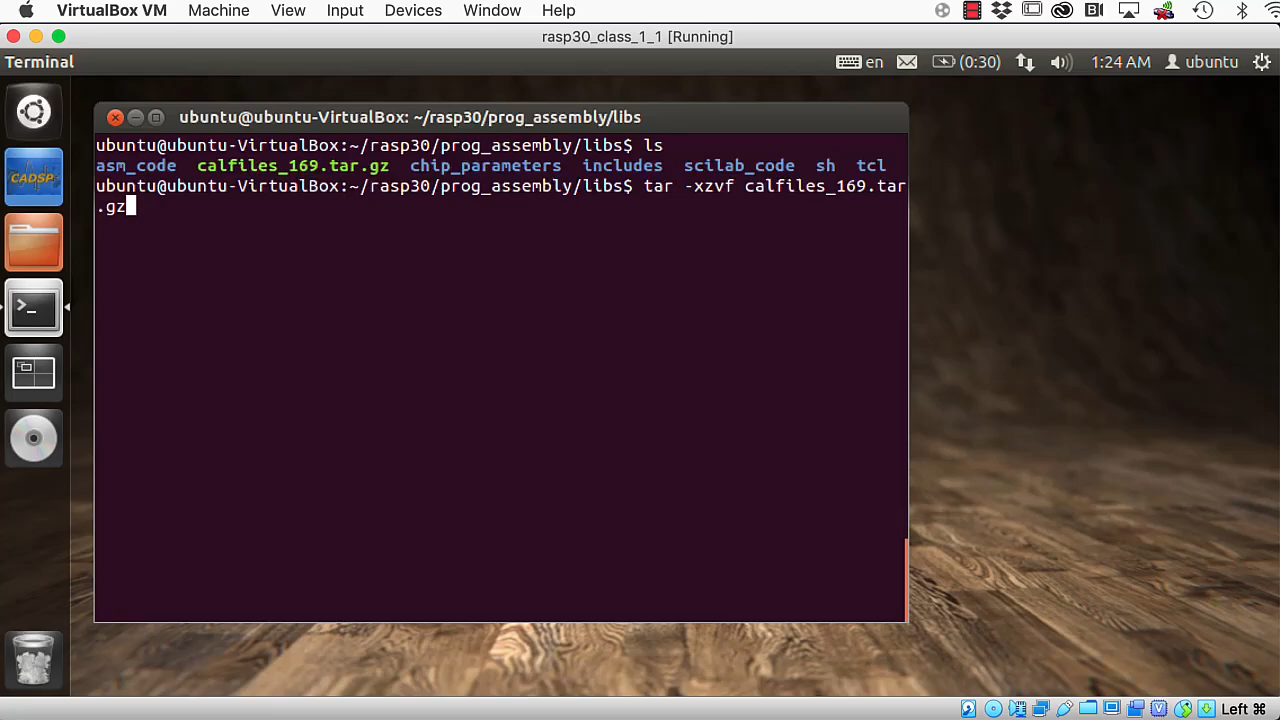 VirtualBox VM Machine View Input Devices Window Help
rasp30_class_1_1 [Running]
Terminal en (0:30) 1:24 AM ubuntu
ubuntu@ubuntu-VirtualBox: ~/rasp30/prog_assembly/libs
ubuntu@ubuntu-VirtualBox:~/rasp30/prog_assembly/libs$ ls
asm_code calfiles_169.tar.gz chip_parameters includes scilab_code sh tcl
ubuntu@ubuntu-VirtualBox:~/rasp30/prog_assembly/libs$ tar -xzvf calfiles_169.tar
.gz
CADSP
>_
Left ⌘